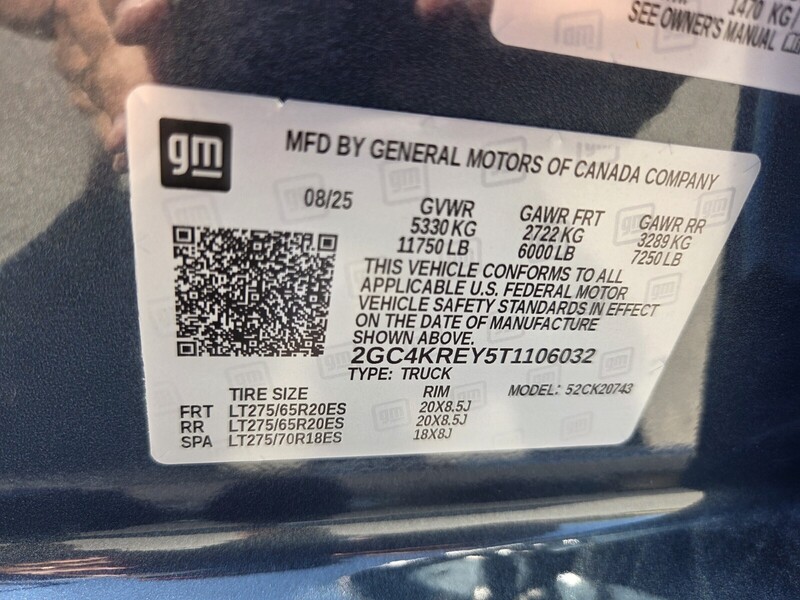 1470 KG/
SEE OWNER'S MANUAL
gm
MFD BY GENERAL MOTORS OF CANADA COMPANY
08/25
GVWR GAWR FRT GAWR RR
5330 KG 2722 KG 3289 KG
11750 LB 6000 LB 7250 LB
THIS VEHICLE CONFORMS TO ALL
APPLICABLE U.S. FEDERAL MOTOR
VEHICLE SAFETY STANDARDS IN EFFECT
ON THE DATE OF MANUFACTURE
SHOWN ABOVE.
2GC4KREY5T1106032
TYPE: TRUCK
MODEL: 52CK20743
TIRE SIZE RIM
FRT LT275/65R20ES 20X8.5J
RR LT275/65R20ES 20X8.5J
SPA LT275/70R18ES 18X8J